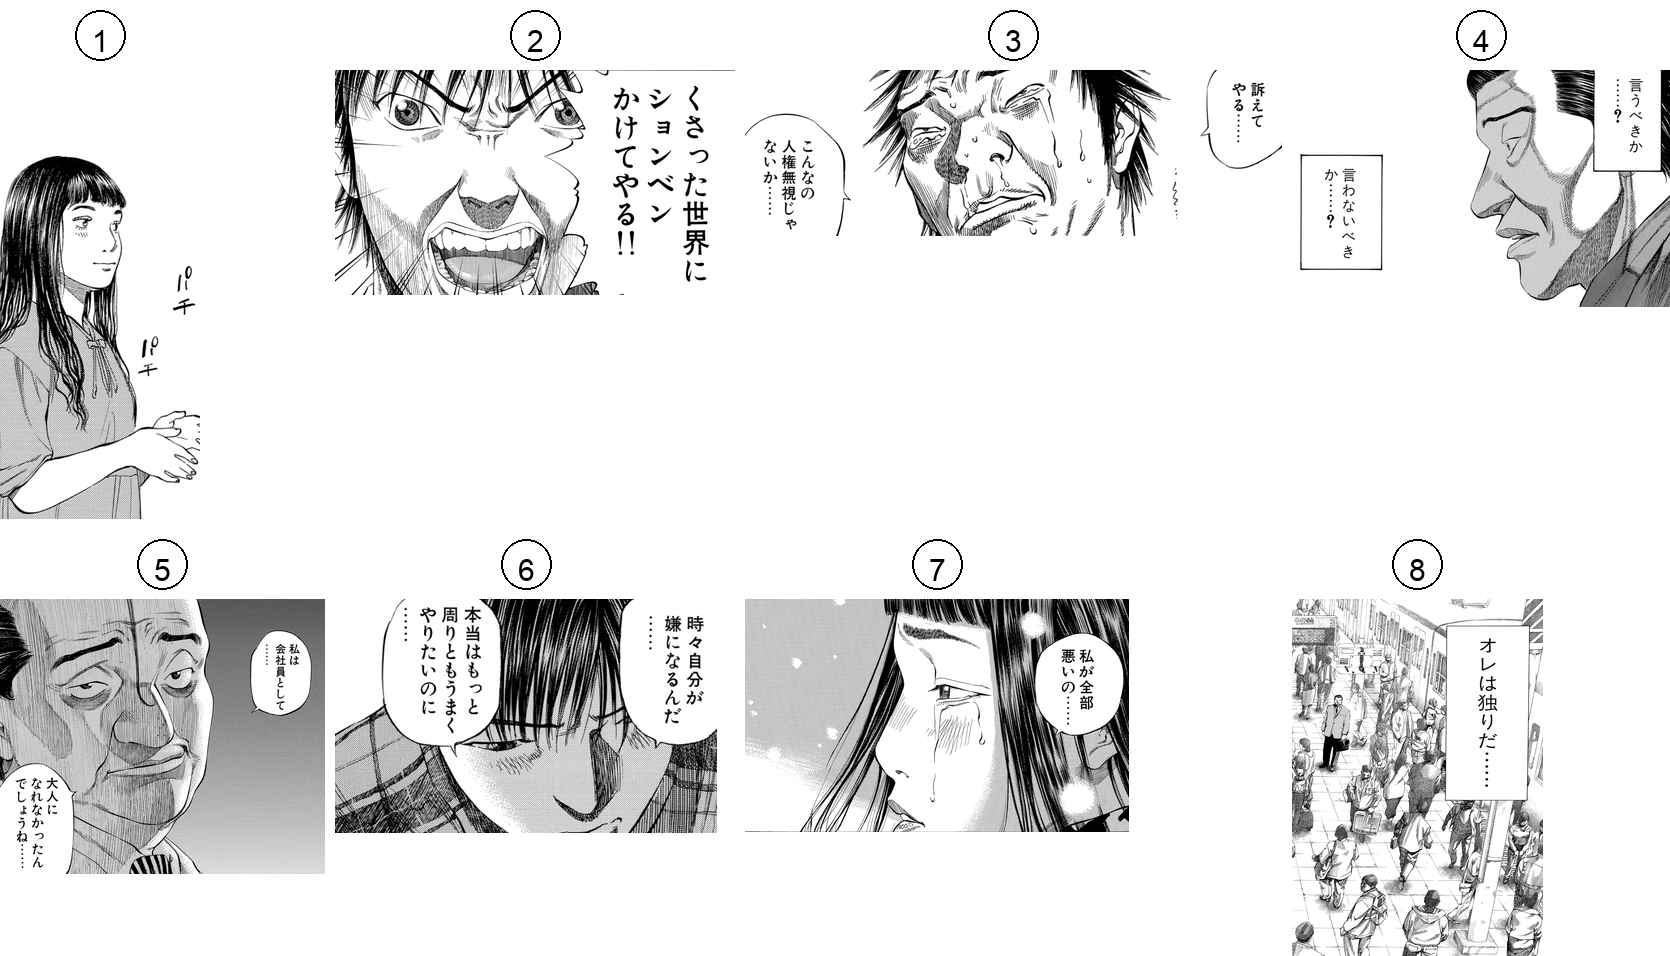 1
パチ
パチ
2
くさった世界に
ションベン
かけてやる!!
3
訴えて
やる……
こんなの
人権無視じゃ
ないか……
4
言うべきか
……?
言わないべき
か……?
5
私は
会社員として
……
大人に
なれなかったん
でしょうね……
6
時々自分が
嫌になるんだ
……
本当はもっと
周りともうまく
やりたいのに
……
7
私が全部
悪いの……
8
オレは独りだ……